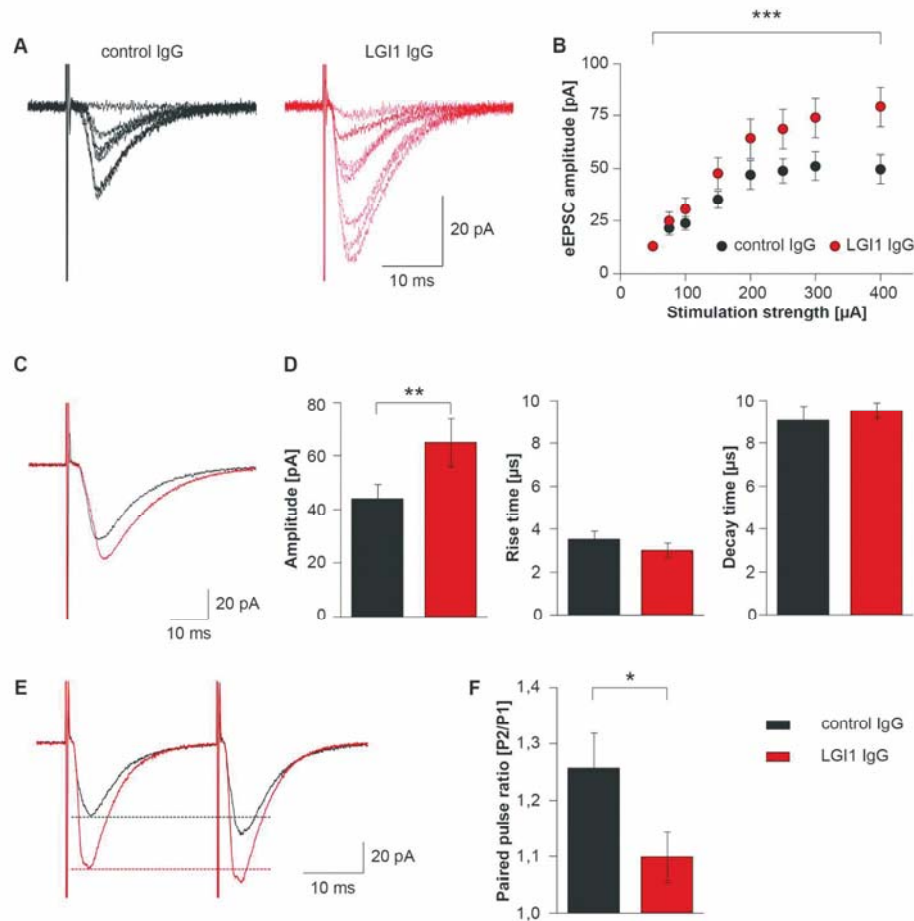 A
control IgG
LGI1 IgG
20 pA
10 ms
B
***
eEPSC amplitude [pA]
100
75
50
25
0
0
100
200
300
400
control IgG
LGI1 IgG
Stimulation strength [µA]
C
20 pA
10 ms
D
**
Amplitude [pA]
80
60
40
20
0
Rise time [µs]
10
8
6
4
2
0
Decay time [µs]
10
8
6
4
2
0
E
20 pA
10 ms
F
*
Paired pulse ratio [P2/P1]
1,4
1,3
1,2
1,1
1,0
control IgG
LGI1 IgG